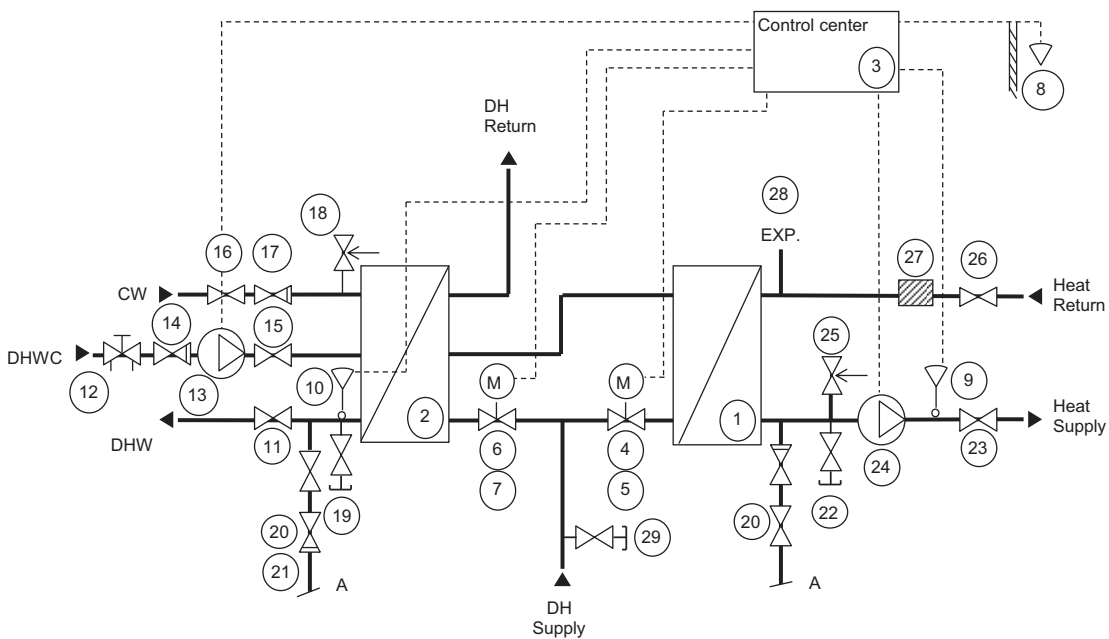 Control center
3
8
DH
Return
18
28
EXP.
16
17
27
26
CW
Heat
Return
14
15
25
DHWC
10
M
M
9
12
13
2
1
Heat
Supply
DHW
11
6
4
24
23
7
5
19
22
20
20
29
21
A
A
DH
Supply